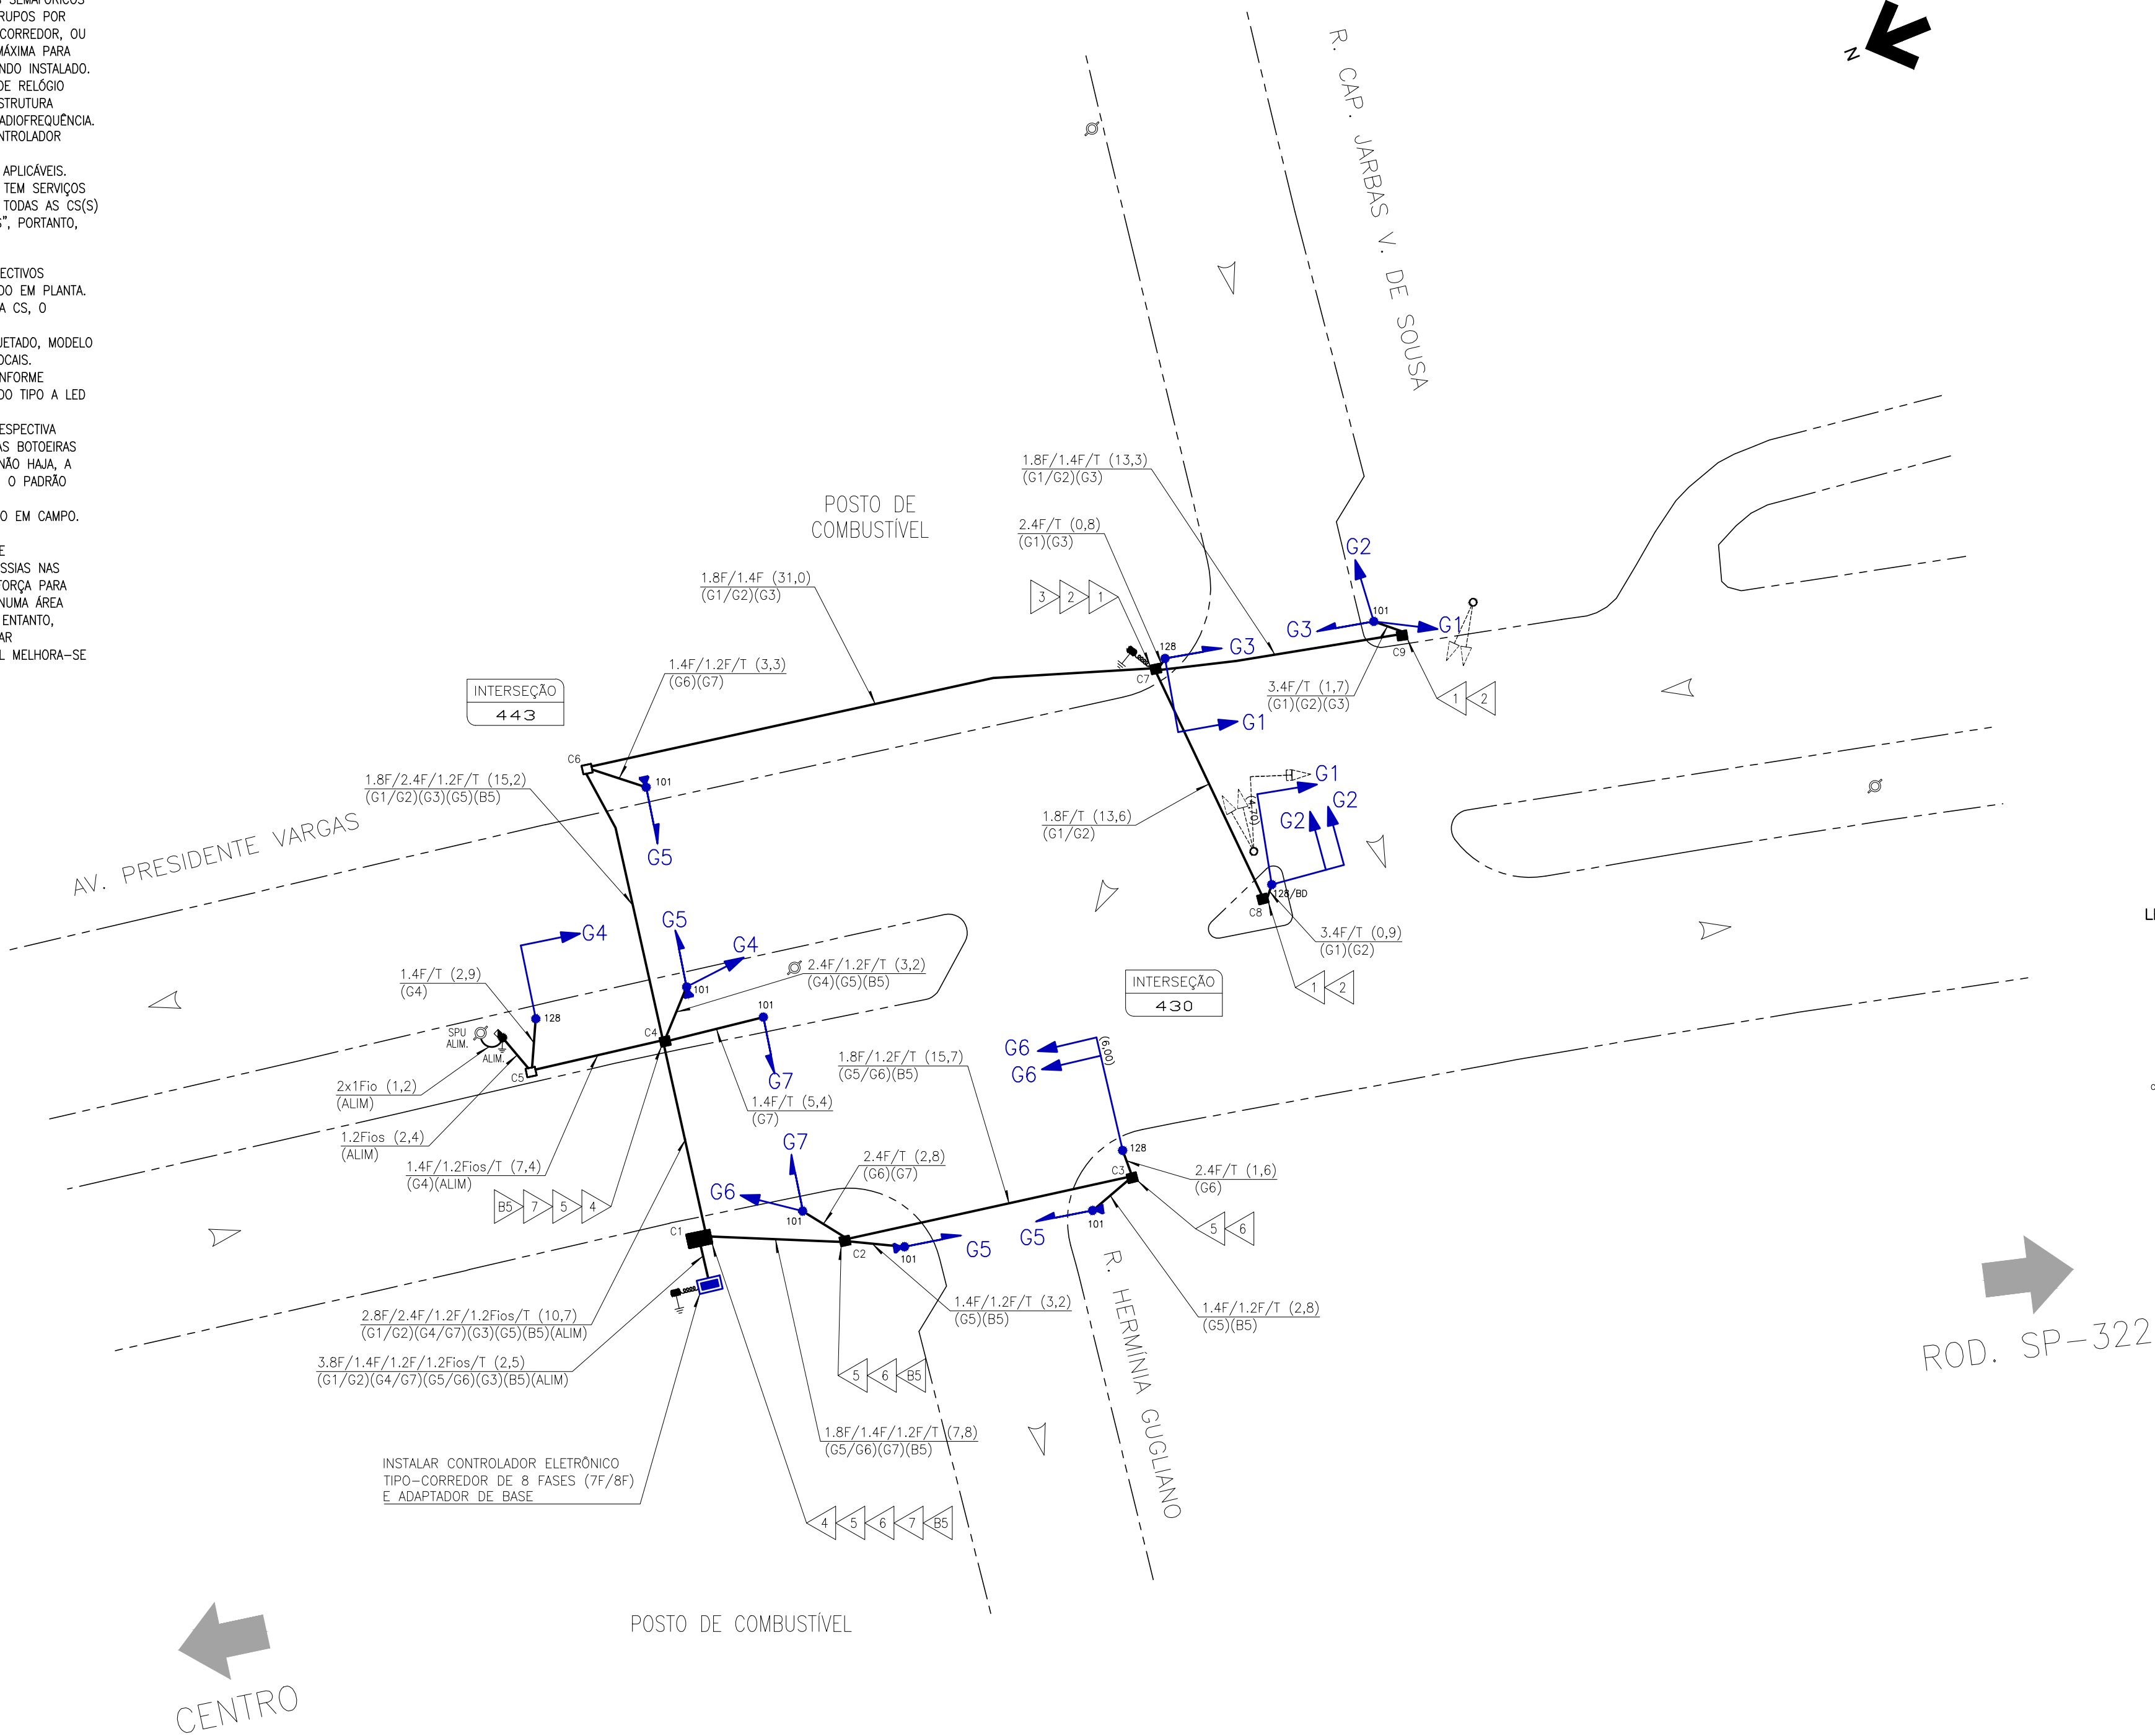 SEMAFÓRICOS
RUPOS POR
CORREDOR, OU
MÁXIMA PARA
NDO INSTALADO.
DE RELÓGIO
STRUTURA
ADIOFREQUÊNCIA.
NTROLADOR
APLICÁVEIS.
TEM SERVIÇOS
TODAS AS CS(S)
S", PORTANTO,
ECTIVOS
DO EM PLANTA.
A CS, O
JETADO, MODELO
OCAIS.
NFORME
DO TIPO A LED
ESPECTIVA
AS BOTOEIRAS
NÃO HAJA, A
O PADRÃO
O EM CAMPO.
E
SSIAS NAS
FORÇA PARA
NUMA ÁREA
ENTANTO,
AR
L MELHORA-SE
N
R. CAP. JARBAS V. DE SOUSA
POSTO DE
COMBUSTÍVEL
1.8F/1.4F/T (13,3)
(G1/G2)(G3)
2.4F/T (0,8)
(G1)(G3)
3 2 1
1.8F/1.4F (31,0)
(G1/G2)(G3)
1.4F/1.2F/T (3,3)
(G6)(G7)
G2
101
G3
G1
C9
128
G3
C7
3.4F/T (1,7)
(G1)(G2)(G3)
1 2
INTERSEÇÃO
443
G1
C6
101
G5
1.8F/2.4F/1.2F/T (15,2)
(G1/G2)(G3)(G5)(B5)
G1
(4,70)
G2
G2
1.8F/T (13,6)
(G1/G2)
AV. PRESIDENTE VARGAS
128/BD
C8
3.4F/T (0,9)
(G1)(G2)
1 2
LI
G4
G5
G4
1.4F/T (2,9)
(G4)
2.4F/1.2F/T (3,2)
(G4)(G5)(B5)
101
101
128
INTERSEÇÃO
430
SPU
ALIM.
ALIM.
C4
C5
G7
1.8F/1.2F/T (15,7)
(G5/G6)(B5)
G6
G6
(6,00)
2x1Fio (1,2)
(ALIM)
1.4F/T (5,4)
(G7)
1.2Fios (2,4)
(ALIM)
1.4F/1.2Fios/T (7,4)
(G4)(ALIM)
B5 7 5 4
G7
2.4F/T (2,8)
(G6)(G7)
128
C3
2.4F/T (1,6)
(G6)
G6
101
101
G5
5 6
C1
C2
101
G5
1.4F/1.2F/T (3,2)
(G5)(B5)
1.4F/1.2F/T (2,8)
(G5)(B5)
2.8F/2.4F/1.2F/1.2Fios/T (10,7)
(G1/G2)(G4/G7)(G3)(G5)(B5)(ALIM)
3.8F/1.4F/1.2F/1.2Fios/T (2,5)
(G1/G2)(G4/G7)(G5/G6)(G3)(B5)(ALIM)
5 6 B5
R. HERMÍNIA GUGLIANO
ROD. SP-322
1.8F/1.4F/1.2F/T (7,8)
(G5/G6)(G7)(B5)
INSTALAR CONTROLADOR ELETRÔNICO
TIPO-CORREDOR DE 8 FASES (7F/8F)
E ADAPTADOR DE BASE
4 5 6 7 B5
POSTO DE COMBUSTÍVEL
CENTRO